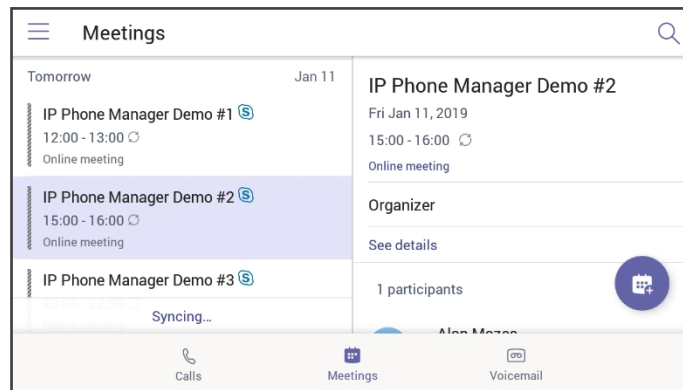 Meetings
Tomorrow Jan 11
IP Phone Manager Demo #1
12:00 - 13:00
Online meeting
IP Phone Manager Demo #2
15:00 - 16:00
Online meeting
IP Phone Manager Demo #3
Syncing...
IP Phone Manager Demo #2
Fri Jan 11, 2019
15:00 - 16:00
Online meeting
Organizer
See details
1 participants
Calls
Meetings
Voicemail